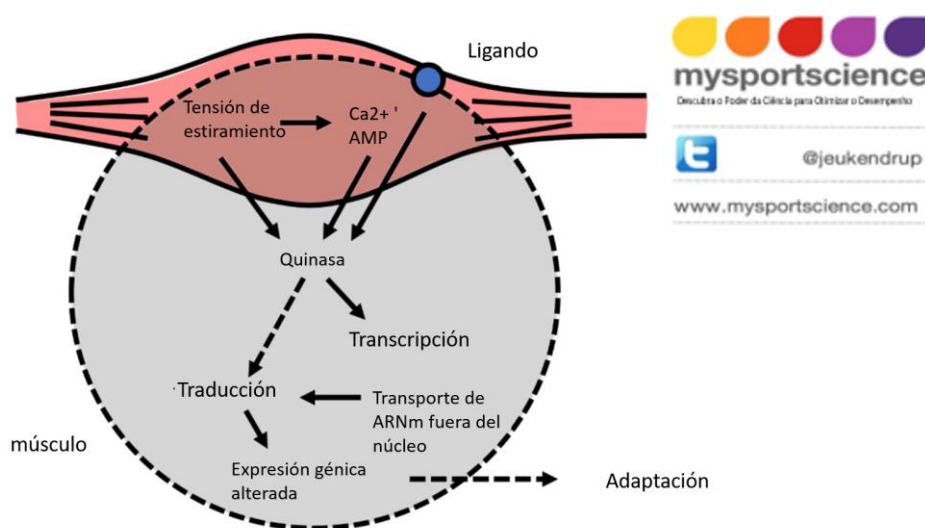 Ligando
Tensión de
estiramiento
Ca2+ '
AMP
Quinasa
Transcripción
Traducción
Transporte de
ARNm fuera del
núcleo
músculo
Expresión génica
alterada
Adaptación
mysportscience
Descubra o Poder da Ciência para Otimizar o Desempenho
@jeukendrup
www.mysportscience.com